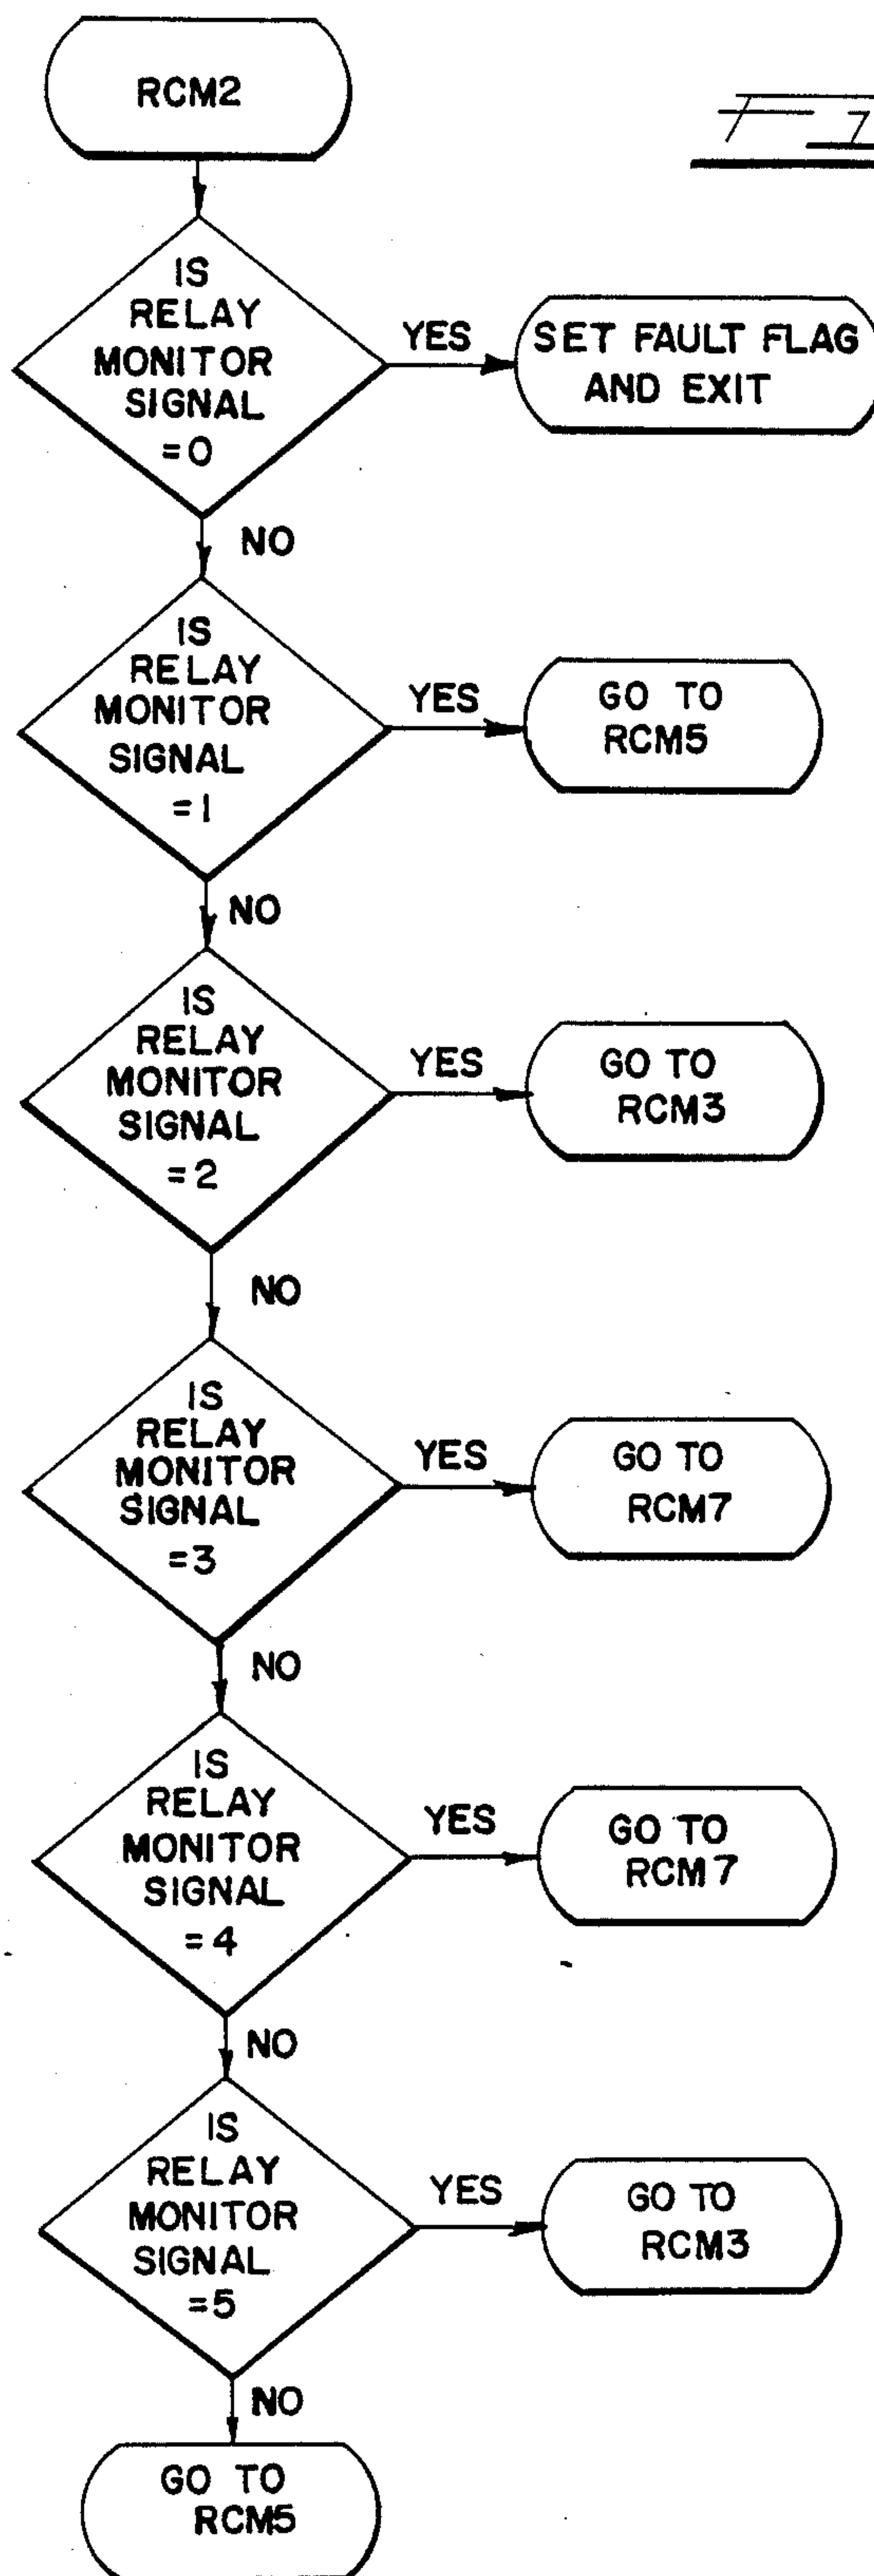 RCM2
IS
RELAY
MONITOR
SIGNAL
=0
YES
SET FAULT FLAG
AND EXIT
NO
IS
RELAY
MONITOR
SIGNAL
=1
YES
GO TO
RCM5
NO
IS
RELAY
MONITOR
SIGNAL
=2
YES
GO TO
RCM3
NO
IS
RELAY
MONITOR
SIGNAL
=3
YES
GO TO
RCM7
NO
IS
RELAY
MONITOR
SIGNAL
=4
YES
GO TO
RCM7
NO
IS
RELAY
MONITOR
SIGNAL
=5
YES
GO TO
RCM3
NO
GO TO
RCM5